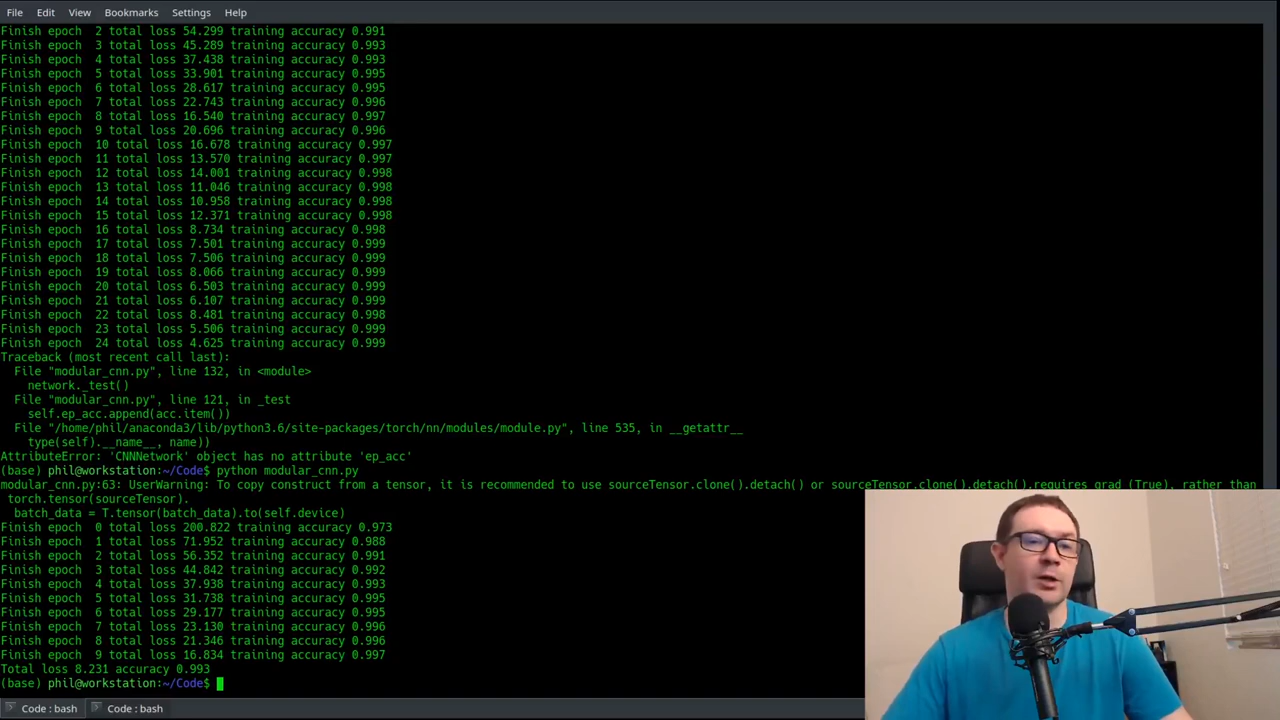 File Edit View Bookmarks Settings Help
Finish epoch  2 total loss 54.299 training accuracy 0.991
Finish epoch  3 total loss 45.289 training accuracy 0.993
Finish epoch  4 total loss 37.438 training accuracy 0.993
Finish epoch  5 total loss 33.901 training accuracy 0.995
Finish epoch  6 total loss 28.617 training accuracy 0.995
Finish epoch  7 total loss 22.743 training accuracy 0.996
Finish epoch  8 total loss 16.540 training accuracy 0.997
Finish epoch  9 total loss 20.696 training accuracy 0.996
Finish epoch  10 total loss 16.678 training accuracy 0.997
Finish epoch  11 total loss 13.570 training accuracy 0.997
Finish epoch  12 total loss 14.001 training accuracy 0.998
Finish epoch  13 total loss 11.046 training accuracy 0.998
Finish epoch  14 total loss 10.958 training accuracy 0.998
Finish epoch  15 total loss 12.371 training accuracy 0.998
Finish epoch  16 total loss 8.734 training accuracy 0.998
Finish epoch  17 total loss 7.501 training accuracy 0.999
Finish epoch  18 total loss 7.506 training accuracy 0.999
Finish epoch  19 total loss 8.066 training accuracy 0.999
Finish epoch  20 total loss 6.503 training accuracy 0.999
Finish epoch  21 total loss 6.107 training accuracy 0.999
Finish epoch  22 total loss 8.481 training accuracy 0.998
Finish epoch  23 total loss 5.506 training accuracy 0.999
Finish epoch  24 total loss 4.625 training accuracy 0.999
Traceback (most recent call last):
  File "modular_cnn.py", line 132, in <module>
    network._test()
  File "modular_cnn.py", line 121, in _test
    self.ep_acc.append(acc.item())
  File "/home/phil/anaconda3/lib/python3.6/site-packages/torch/nn/modules/module.py", line 535, in __getattr__
    type(self).__name__, name))
AttributeError: 'CNNNetwork' object has no attribute 'ep_acc'
(base) phil@workstation:~/Code$ python modular_cnn.py
modular_cnn.py:63: UserWarning: To copy construct from a tensor, it is recommended to use sourceTensor.clone().detach() or sourceTensor.clone().detach().requires_grad_(True), rather than
 torch.tensor(sourceTensor).
  batch_data = T.tensor(batch_data).to(self.device)
Finish epoch  0 total loss 200.822 training accuracy 0.973
Finish epoch  1 total loss 71.952 training accuracy 0.988
Finish epoch  2 total loss 56.352 training accuracy 0.991
Finish epoch  3 total loss 44.842 training accuracy 0.992
Finish epoch  4 total loss 37.938 training accuracy 0.993
Finish epoch  5 total loss 31.738 training accuracy 0.995
Finish epoch  6 total loss 29.177 training accuracy 0.995
Finish epoch  7 total loss 23.130 training accuracy 0.996
Finish epoch  8 total loss 21.346 training accuracy 0.996
Finish epoch  9 total loss 16.834 training accuracy 0.997
Total loss 8.231 accuracy 0.993
(base) phil@workstation:~/Code$
Code : bash Code : bash